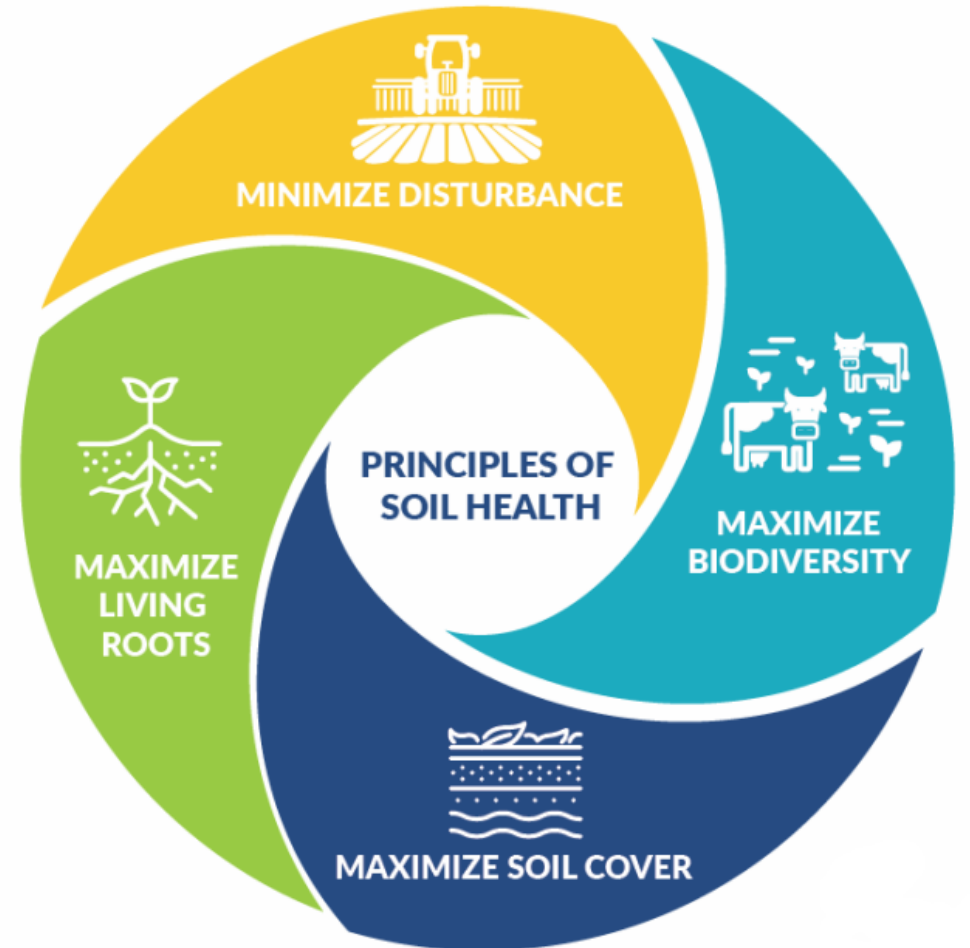 MINIMIZE DISTURBANCE
MAXIMIZE
BIODIVERSITY
MAXIMIZE SOIL COVER
MAXIMIZE
LIVING
ROOTS
PRINCIPLES OF
SOIL HEALTH